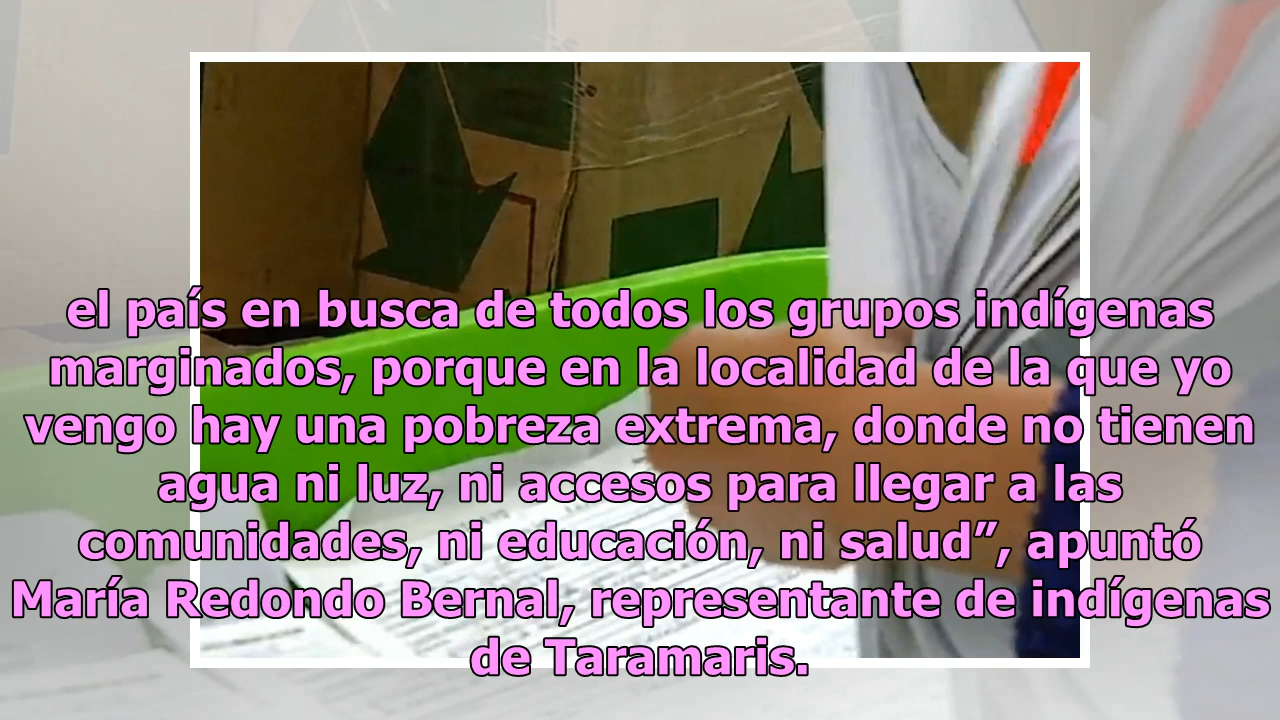 el país en busca de todos los grupos indígenas
marginados, porque en la localidad de la que yo
vengo hay una pobreza extrema, donde no tienen
agua ni luz, ni accesos para llegar a las
comunidades, ni educación, ni salud”, apuntó
María Redondo Bernal, representante de indígenas
de Taramaris.